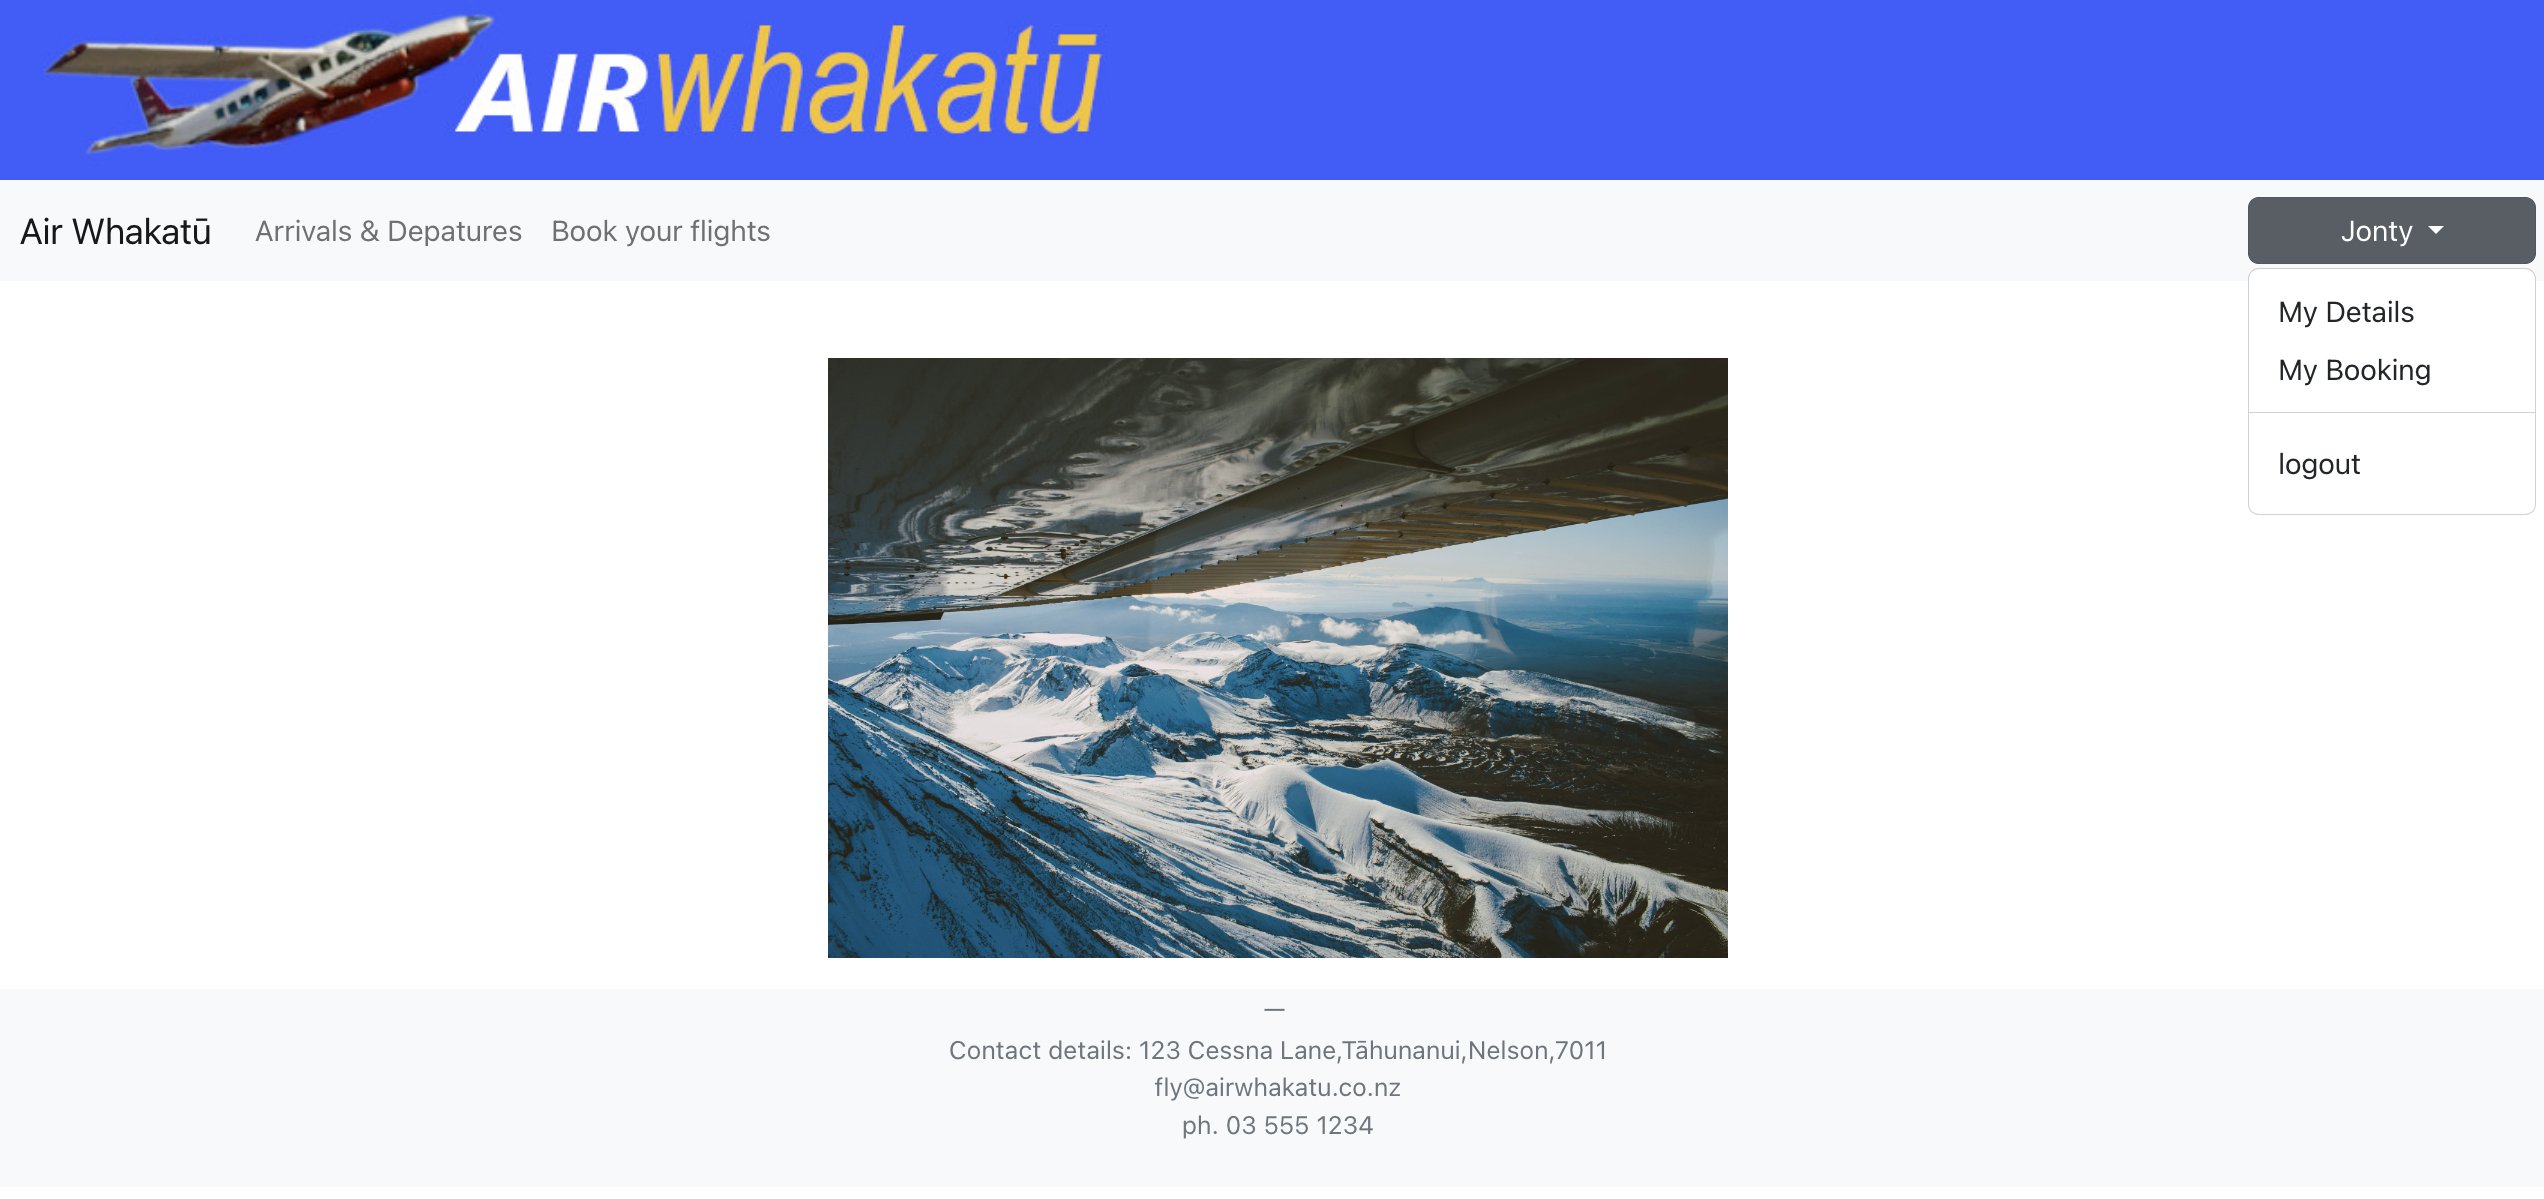 AIRwhakatū
Air Whakatū Arrivals & Depatures Book your flights Jonty
My Details
My Booking
logout
—
Contact details: 123 Cessna Lane,Tāhunanui,Nelson,7011
fly@airwhakatu.co.nz
ph. 03 555 1234